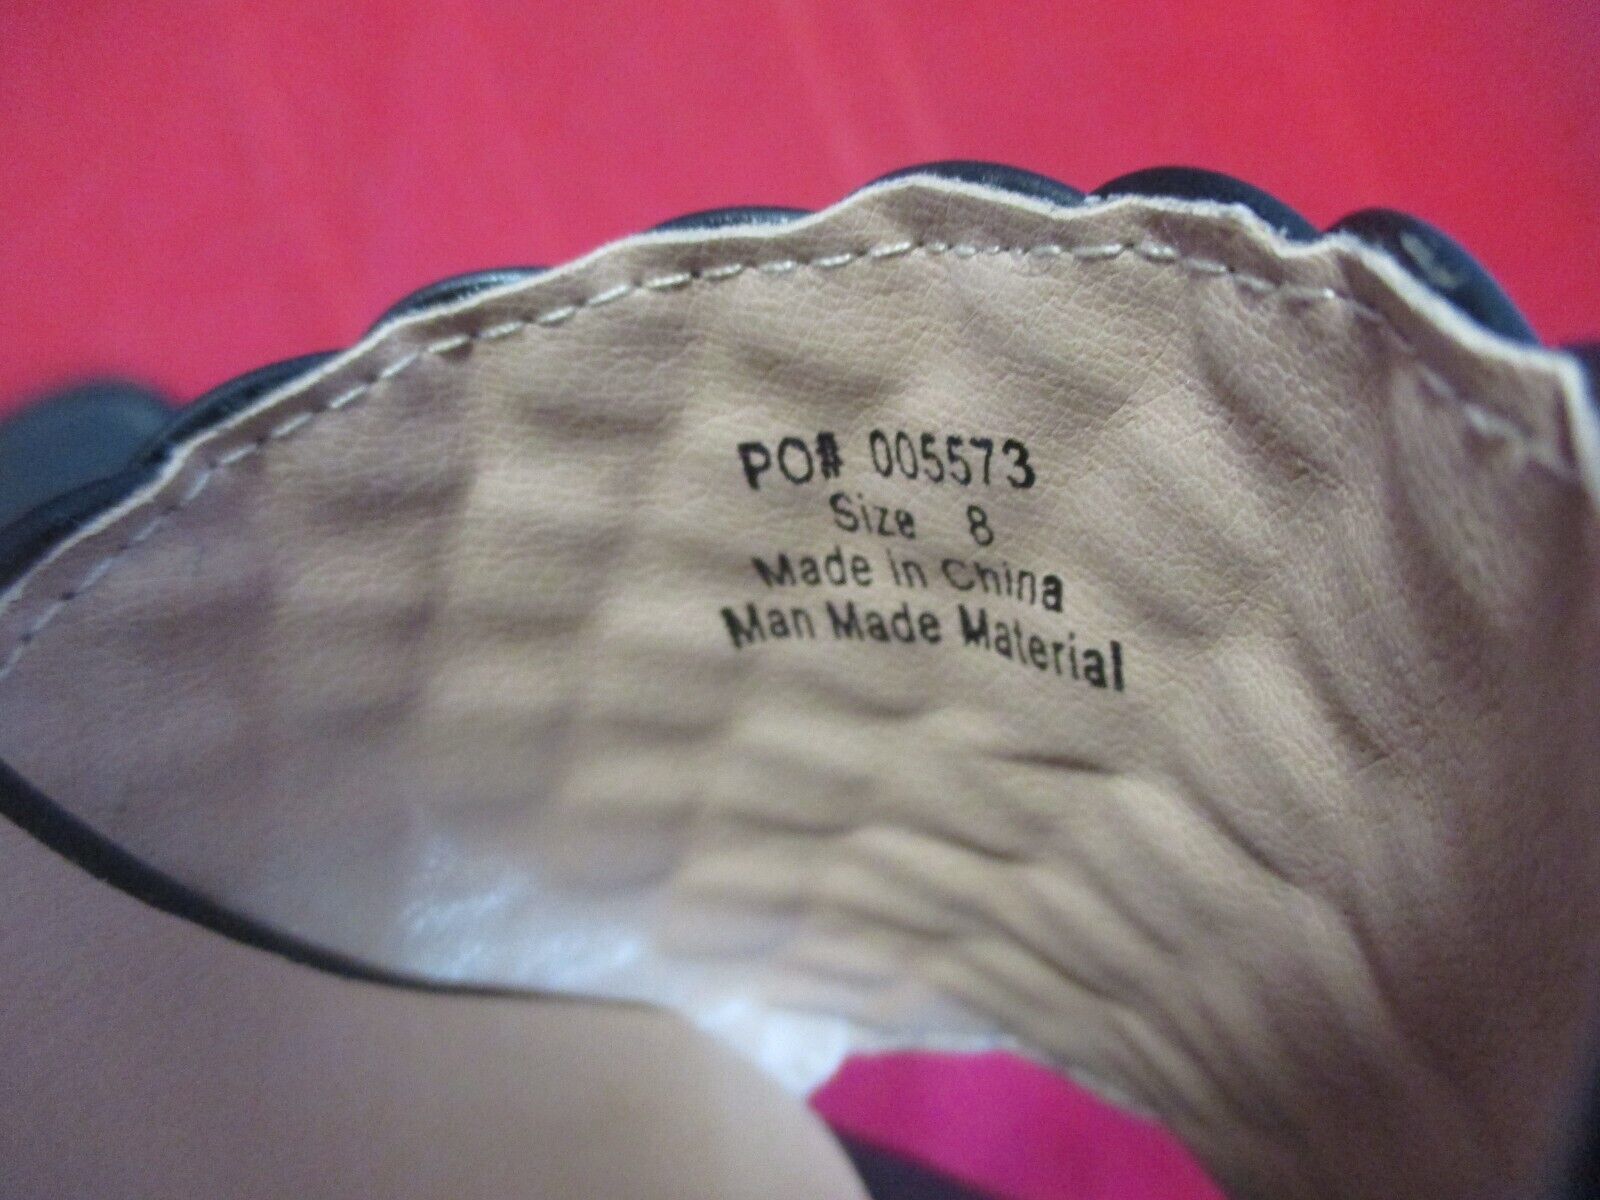 PO# 005573
Size 8
Made in China
Man Made Material